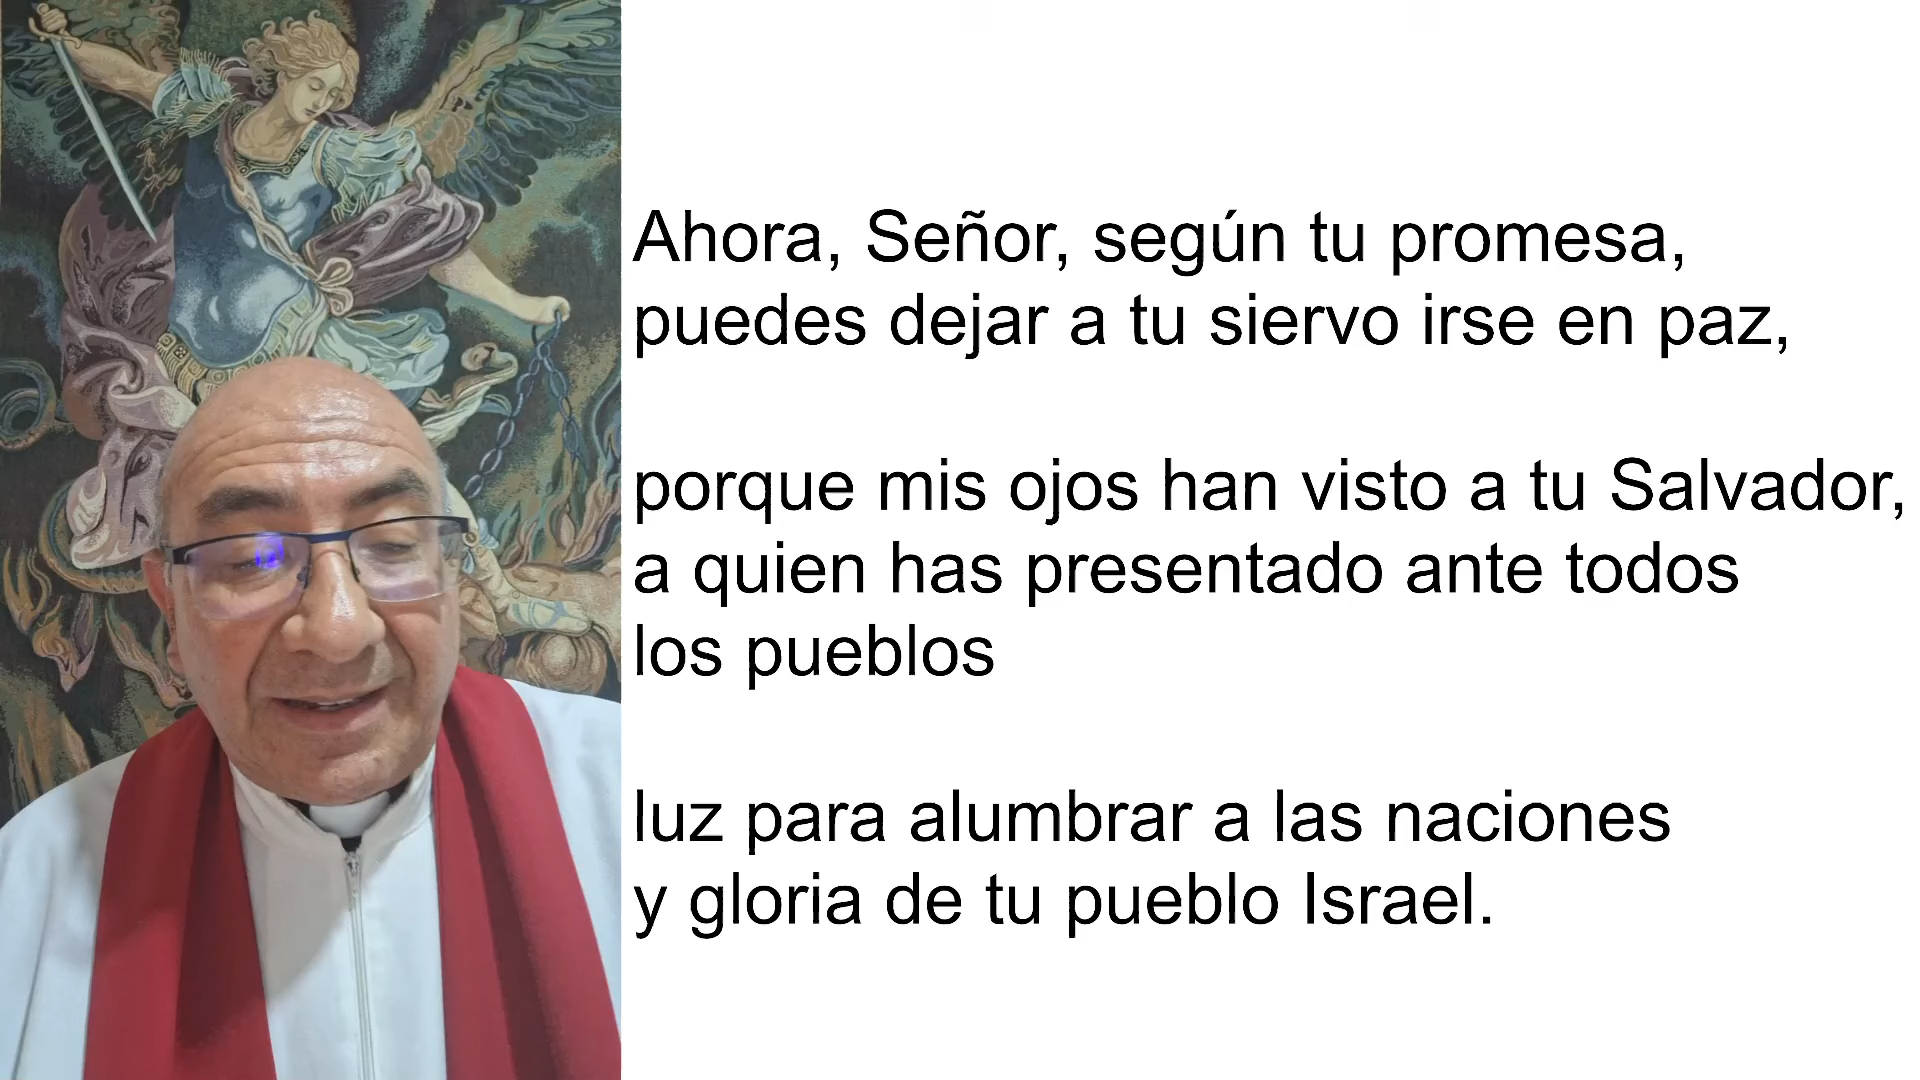 Ahora, Señor, según tu promesa,
puedes dejar a tu siervo irse en paz,
porque mis ojos han visto a tu Salvador,
a quien has presentado ante todos
los pueblos
luz para alumbrar a las naciones
y gloria de tu pueblo Israel.